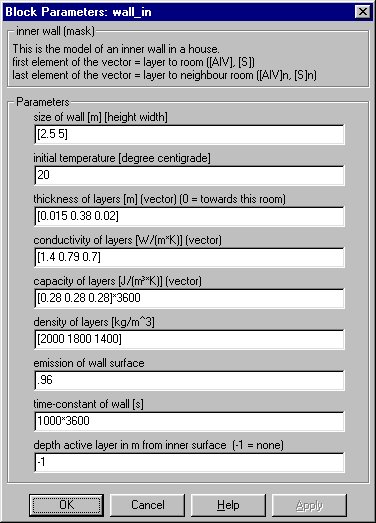 Block Parameters: wall_in
inner wall (mask)
This is the model of an inner wall in a house.
first element of the vector = layer to room ([AIV], [S])
last element of the vector = layer to neighbour room ([AIV]n, [S]n)
Parameters
size of wall [m] [height width]
[2.5 5]
initial temperature [degree centigrade]
20
thickness of layers [m] (vector) (0 = towards this room)
[0.015 0.38 0.02]
conductivity of layers [W/(m*K)] (vector)
[1.4 0.79 0.7]
capacity of layers [J/(m³*K)] (vector)
[0.28 0.28 0.28]*3600
density of layers [kg/m^3]
[2000 1800 1400]
emission of wall surface
.96
time-constant of wall [s]
1000*3600
depth active layer in m from inner surface  (-1 = none)
-1
OK Cancel Help Apply